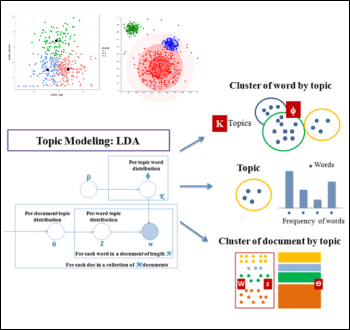 Cluster of word by topic
K
Topics
ϕ
Topic Modeling: LDA
Per-topic word
distribution
β
ϕ
K
Per-document topic
distribution
Per-word topic
distribution
θ
Z
w
For each word in a document of length N
For each doc in a collection of M documents
Topic
Words
Frequency of words
Cluster of document by topic
W
z
Θ